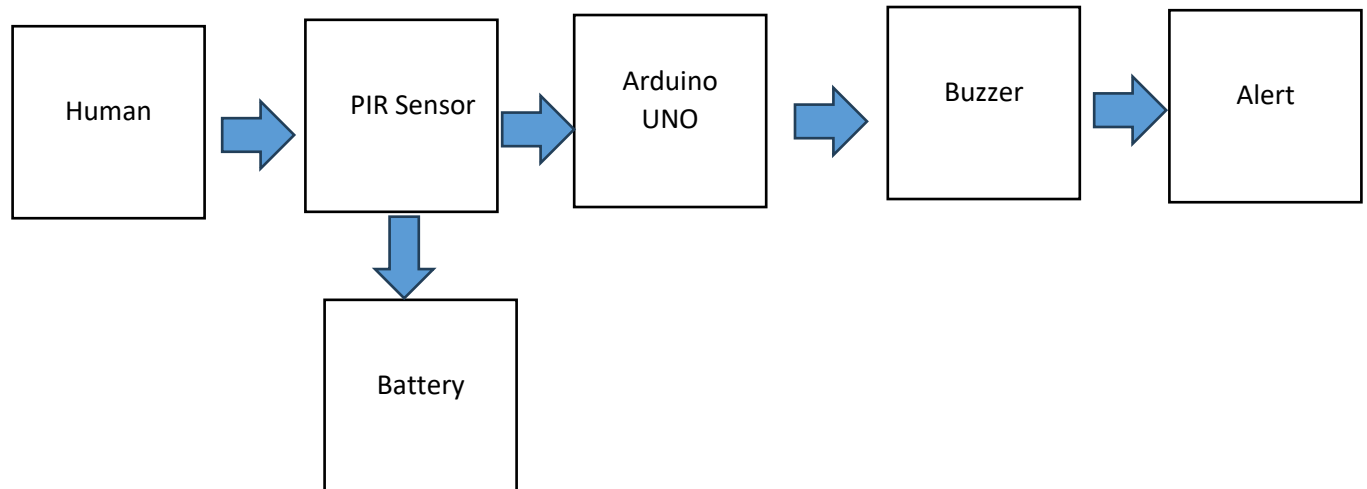 Human
PIR Sensor
Arduino
UNO
Buzzer
Alert
Battery